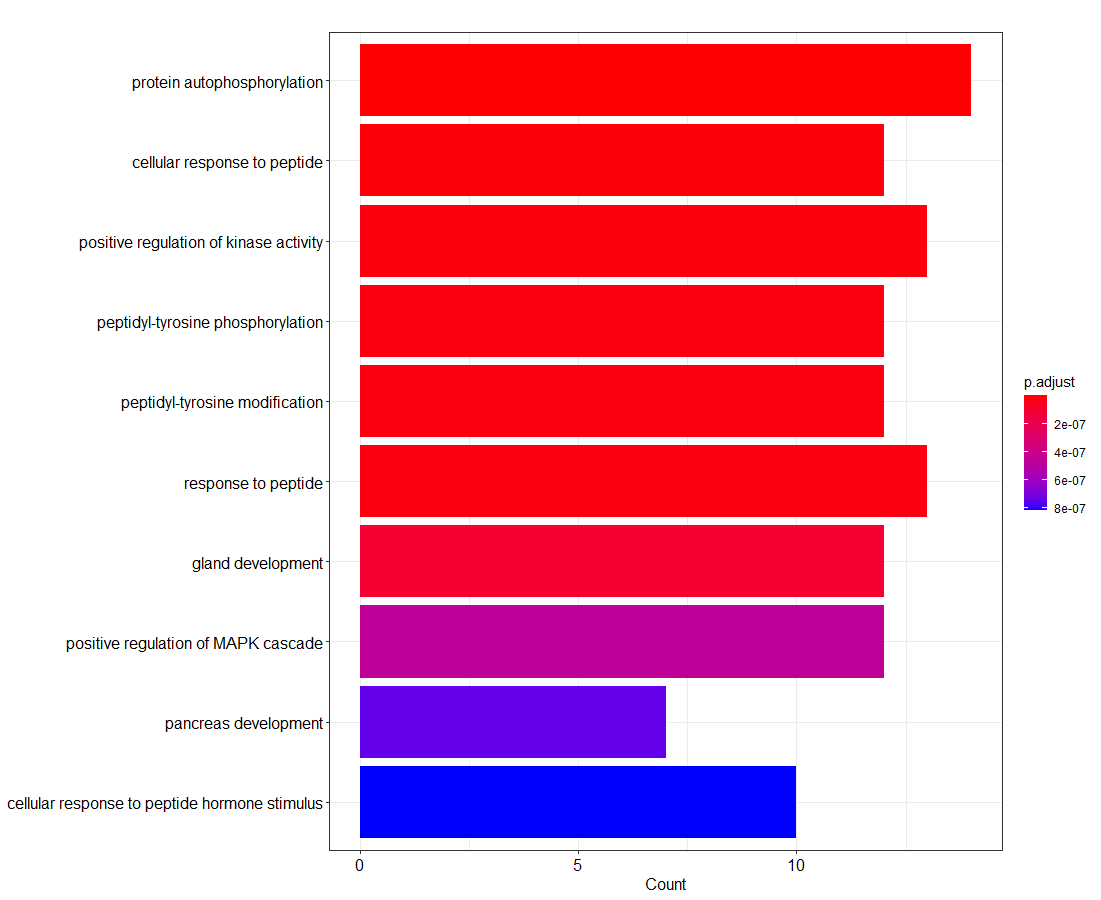 protein autophosphorylation
cellular response to peptide
positive regulation of kinase activity
peptidyl-tyrosine phosphorylation
peptidyl-tyrosine modification
response to peptide
gland development
positive regulation of MAPK cascade
pancreas development
cellular response to peptide hormone stimulus
0 5 10
Count
p.adjust
2e-07
4e-07
6e-07
8e-07